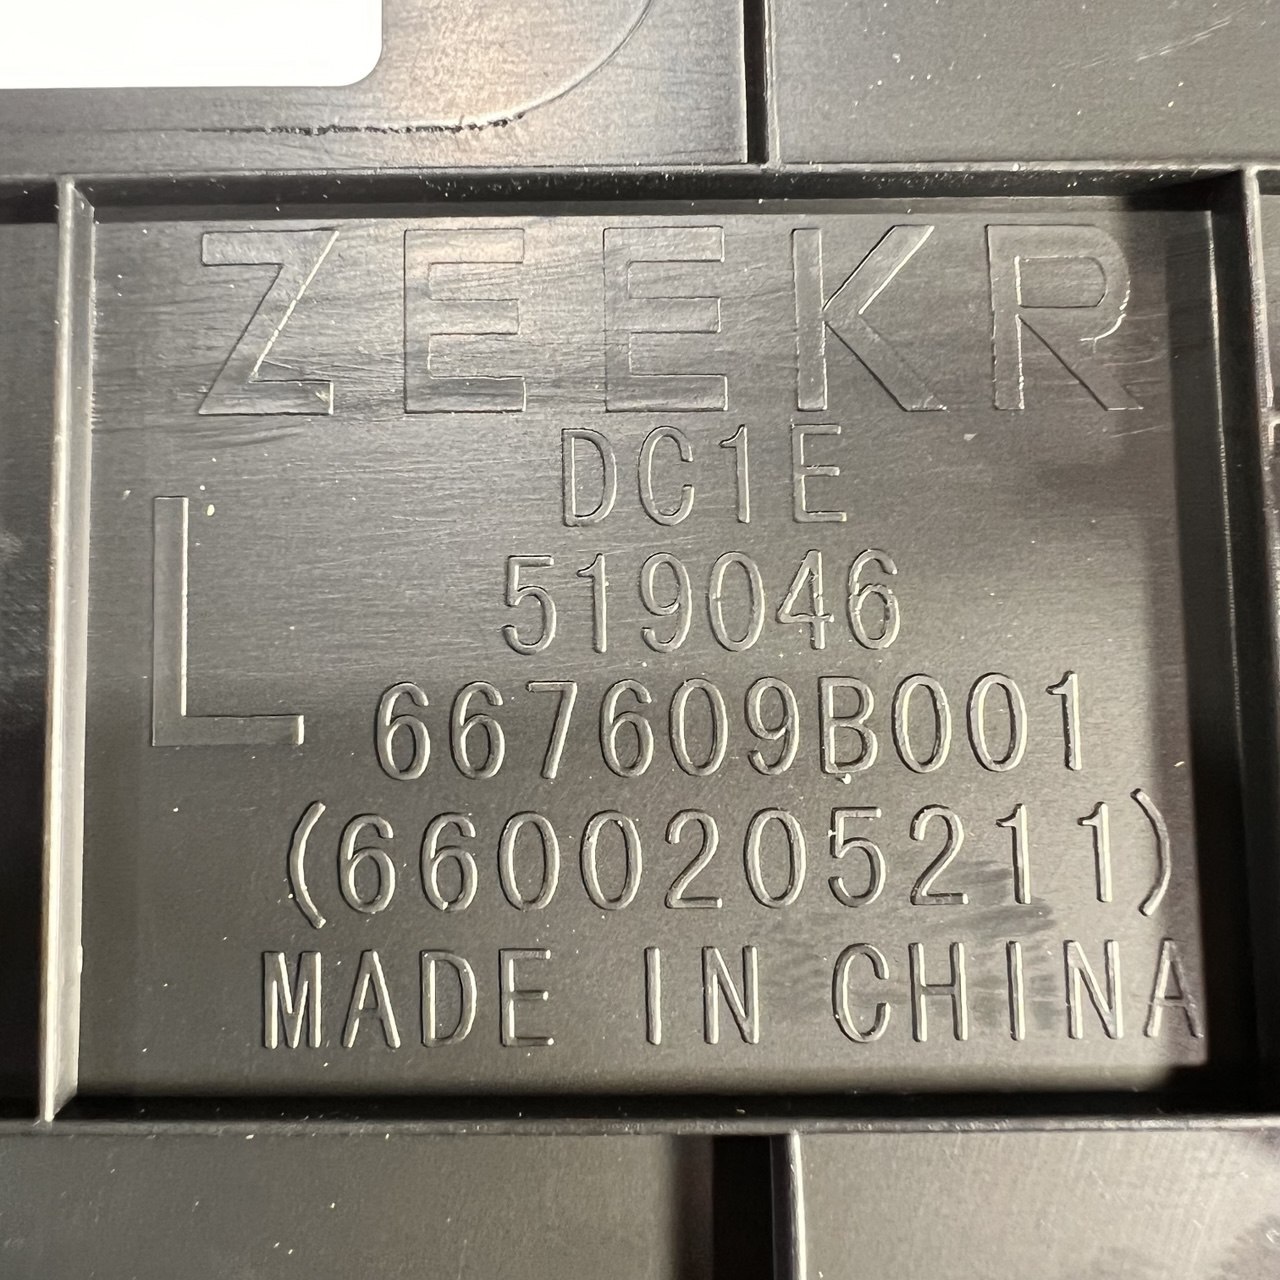 ZEEKR
DC1E
L
519046
667609B001
(6600205211)
MADE IN CHINA